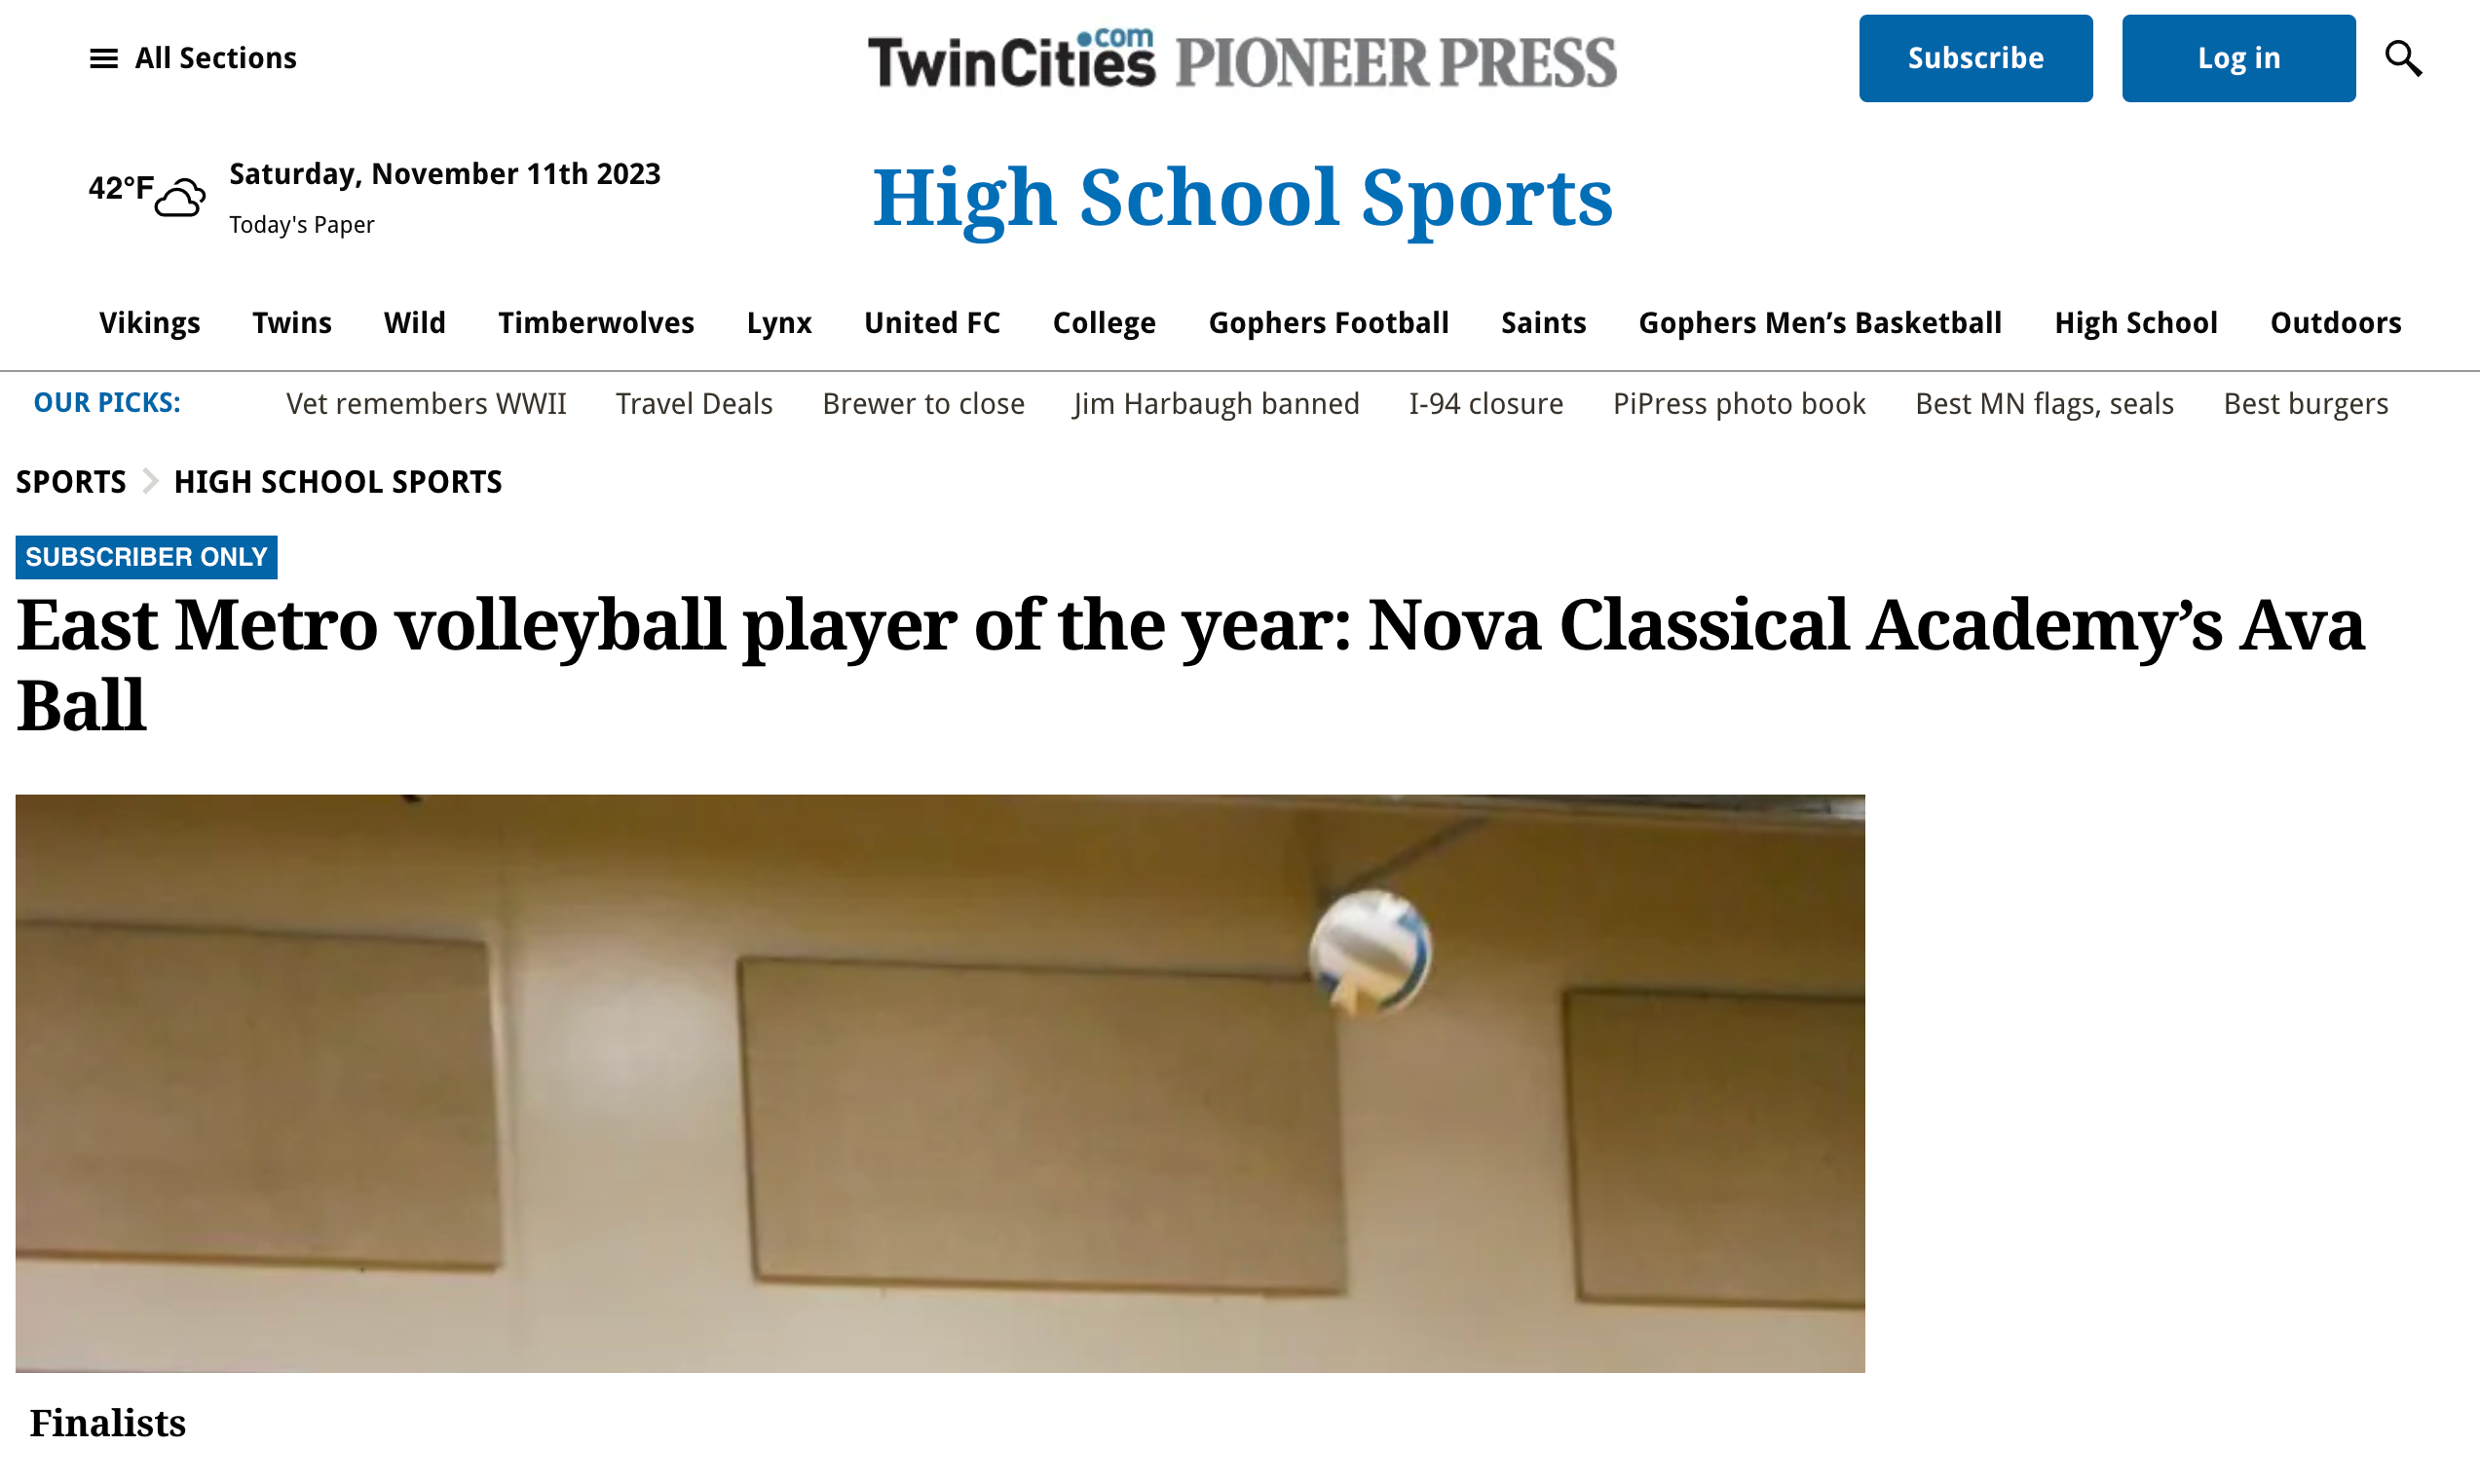 All Sections
TwinCities.com PIONEER PRESS
Subscribe
Log in
42°F
Saturday, November 11th 2023
Today's Paper
High School Sports
Vikings Twins Wild Timberwolves Lynx United FC College Gophers Football Saints Gophers Men’s Basketball High School Outdoors
OUR PICKS: Vet remembers WWII Travel Deals Brewer to close Jim Harbaugh banned I-94 closure PiPress photo book Best MN flags, seals Best burgers
SPORTS HIGH SCHOOL SPORTS
SUBSCRIBER ONLY
East Metro volleyball player of the year: Nova Classical Academy’s Ava
Ball
Finalists